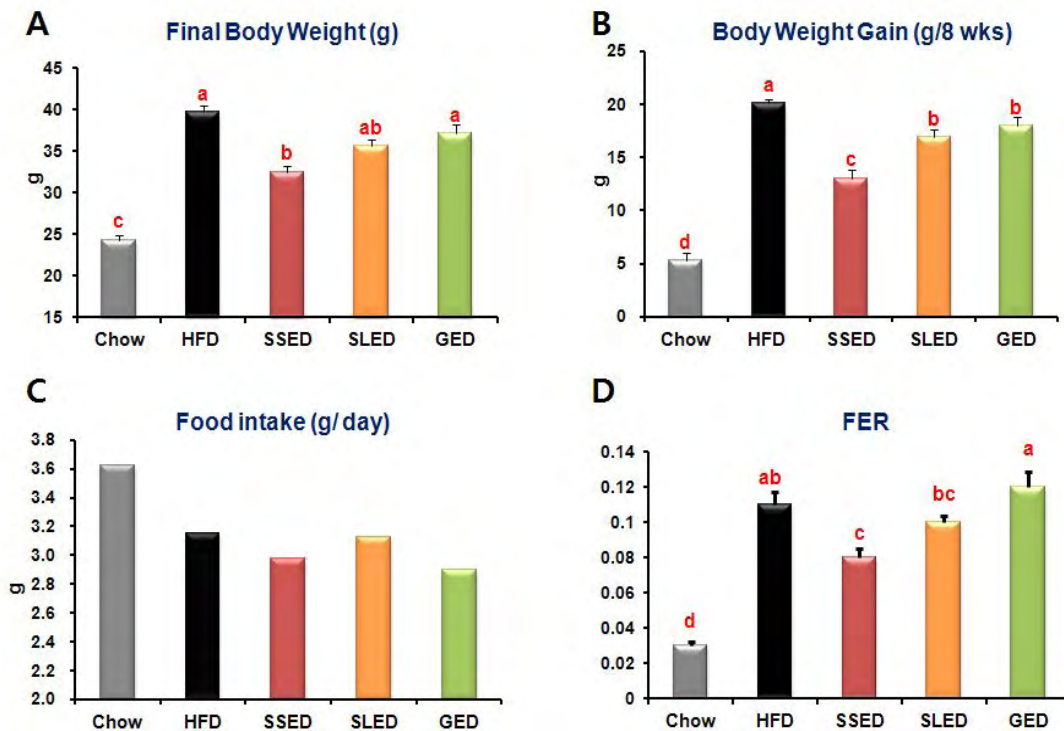 A
Final Body Weight (g)
45
40
35
30
25
20
15
g
c
a
b
ab
a
Chow HFD SSED SLED GED
B
Body Weight Gain (g/8 wks)
25
20
15
10
5
0
g
d
a
c
b
b
Chow HFD SSED SLED GED
C
Food intake (g/ day)
3.8
3.6
3.4
3.2
3.0
2.8
2.6
2.4
2.2
2.0
g
Chow HFD SSED SLED GED
D
FER
0.14
0.12
0.1
0.08
0.06
0.04
0.02
0
d
ab
c
bc
a
Chow HFD SSED SLED GED